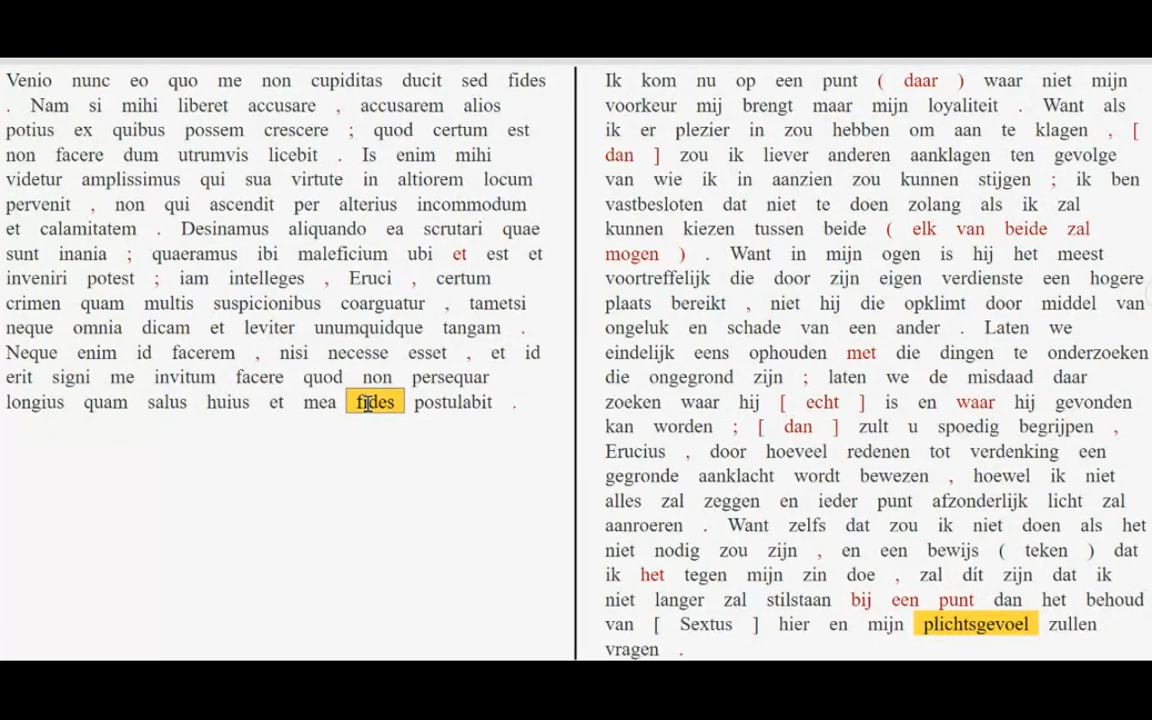 Venio nunc eo quo me non cupiditas ducit sed fides
. Nam si mihi liberet accusare , accusarem alios
potius ex quibus possem crescere ; quod certum est
non facere dum utrumvis licebit . Is enim mihi
videtur amplissimus qui sua virtute in altiorem locum
pervenit , non qui ascendit per alterius incommodum
et calamitatem . Desinamus aliquando ea scrutari quae
sunt inania ; quaeramus ibi maleficium ubi et est et
inveniri potest ; iam intelleges , Eruci , certum
crimen quam multis suspicionibus coarguatur , tametsi
neque omnia dicam et leviter unumquidque tangam .
Neque enim id facerem , nisi necesse esset , et id
erit signi me invitum facere quod non persequar
longius quam salus huius et mea fides postulabit .
Ik kom nu op een punt ( daar ) waar niet mijn
voorkeur mij brengt maar mijn loyaliteit . Want als
ik er plezier in zou hebben om aan te klagen , [
dan ] zou ik liever anderen aanklagen ten gevolge
van wie ik in aanzien zou kunnen stijgen ; ik ben
vastbesloten dat niet te doen zolang als ik zal
kunnen kiezen tussen beide ( elk van beide zal
mogen ) . Want in mijn ogen is hij het meest
voortreffelijk die door zijn eigen verdienste een hogere
plaats bereikt , niet hij die opklimt door middel van
ongeluk en schade van een ander . Laten we
eindelijk eens ophouden met die dingen te onderzoeken
die ongegrond zijn ; laten we de misdaad daar
zoeken waar hij [ echt ] is en waar hij gevonden
kan worden ; [ dan ] zult u spoedig begrijpen ,
Erucius , door hoeveel redenen tot verdenking een
gegronde aanklacht wordt bewezen , hoewel ik niet
alles zal zeggen en ieder punt afzonderlijk licht zal
aanroeren . Want zelfs dat zou ik niet doen als het
niet nodig zou zijn , en een bewijs ( teken ) dat
ik het tegen mijn zin doe , zal dít zijn dat ik
niet langer zal stilstaan bij een punt dan het behoud
van [ Sextus ] hier en mijn plichtsgevoel zullen
vragen .